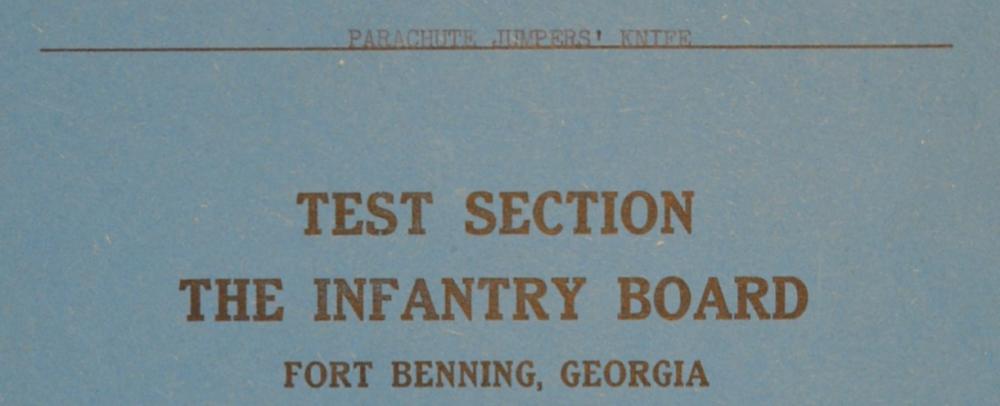 PARACHUTE JUMPERS' KNIFE
TEST SECTION
THE INFANTRY BOARD
FORT BENNING, GEORGIA